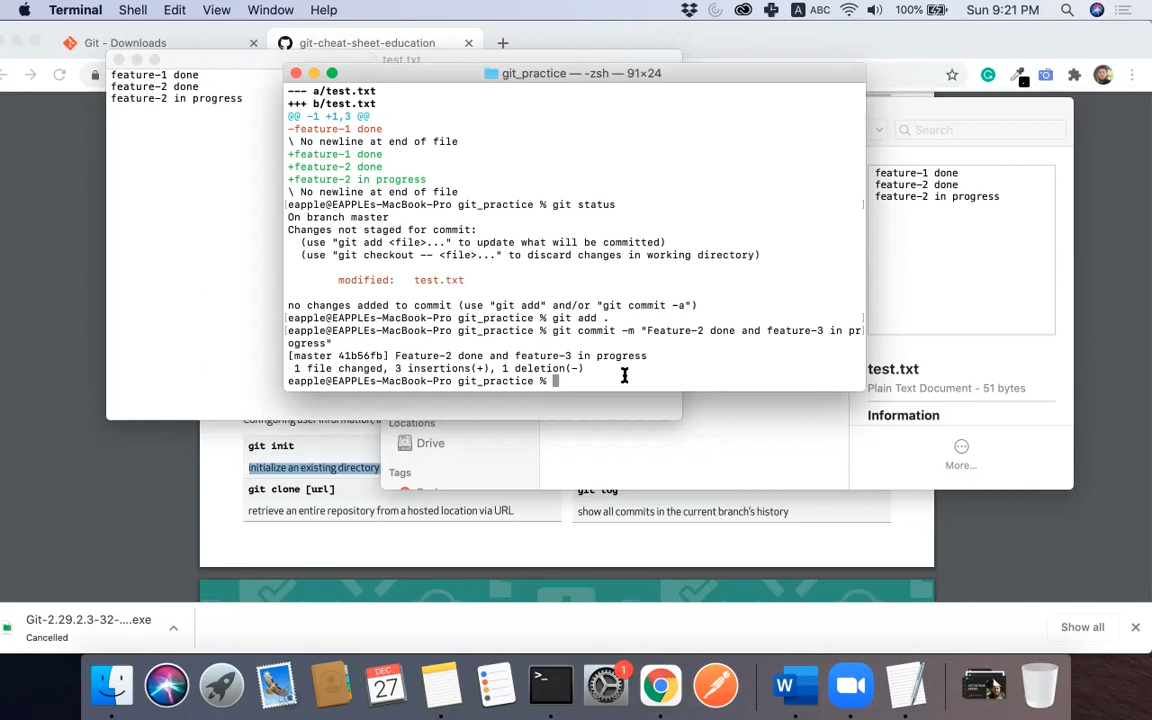 Terminal Shell Edit View Window Help A ABC 100% Sun 9:21 PM
Git - Downloads
git-cheat-sheet-education
test.txt
feature-1 done
feature-2 done
feature-2 in progress
git_practice — -zsh — 91×24
--- a/test.txt
+++ b/test.txt
@@ -1 +1,3 @@
-feature-1 done
\ No newline at end of file
+feature-1 done
+feature-2 done
+feature-2 in progress
\ No newline at end of file
[eapple@EAPPLEs-MacBook-Pro git_practice % git status ]
On branch master
Changes not staged for commit:
(use "git add <file>..." to update what will be committed)
(use "git checkout -- <file>..." to discard changes in working directory)
modified: test.txt
no changes added to commit (use "git add" and/or "git commit -a")
[eapple@EAPPLEs-MacBook-Pro git_practice % git add . ]
[eapple@EAPPLEs-MacBook-Pro git_practice % git commit -m "Feature-2 done and feature-3 in pr]
ogress"
[master 41b56fb] Feature-2 done and feature-3 in progress
1 file changed, 3 insertions(+), 1 deletion(-)
eapple@EAPPLEs-MacBook-Pro git_practice %
Search
feature-1 done
feature-2 done
feature-2 in progress
test.txt
Plain Text Document - 51 bytes
Information
More...
Locations
Drive
Tags
git init
initialize an existing directory
git clone [url]
retrieve an entire repository from a hosted location via URL
git log
show all commits in the current branch's history
Git-2.29.2.3-32-....exe
Cancelled
Show all
DEC
27
>_
1
W